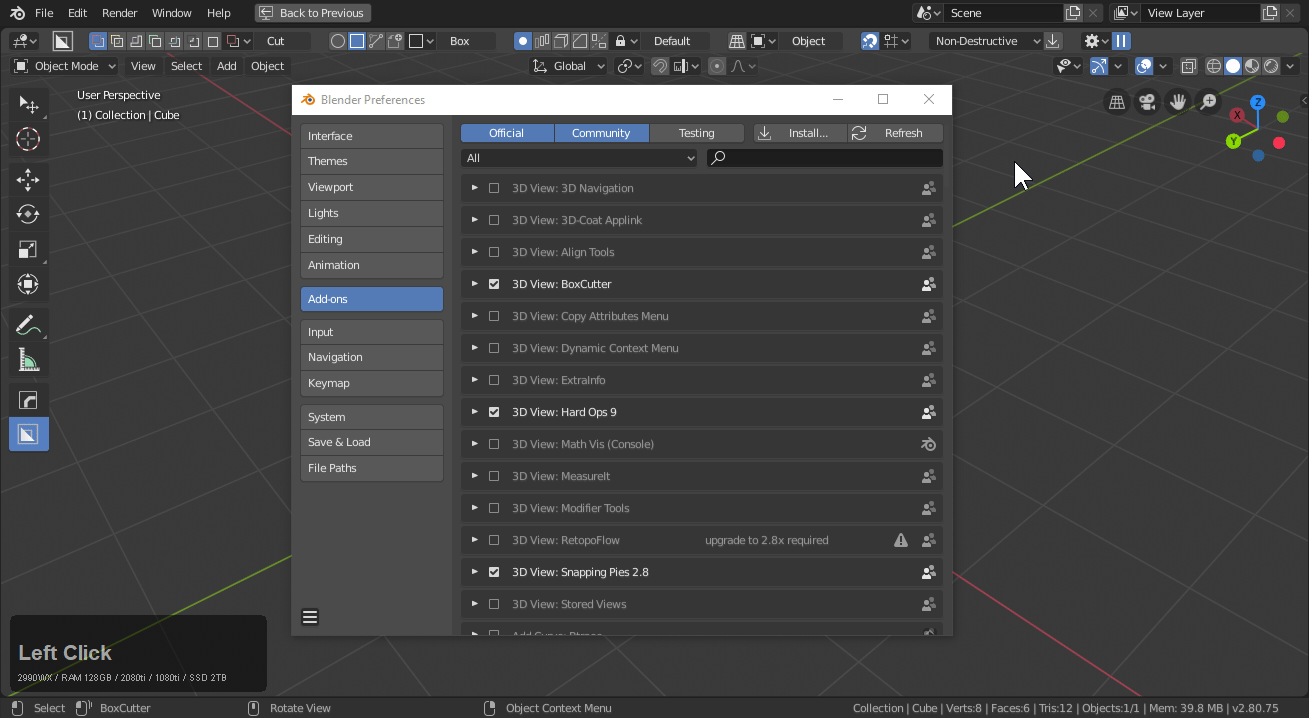 File Edit Render Window Help Back to Previous Scene View Layer
Cut Box Default Object Non-Destructive
Object Mode View Select Add Object Global
User Perspective
(1) Collection | Cube
Z
X
Y
Blender Preferences
Interface
Themes
Viewport
Lights
Editing
Animation
Add-ons
Input
Navigation
Keymap
System
Save & Load
File Paths
Official Community Testing Install... Refresh
All
3D View: 3D Navigation
3D View: 3D-Coat Applink
3D View: Align Tools
3D View: BoxCutter
3D View: Copy Attributes Menu
3D View: Dynamic Context Menu
3D View: ExtraInfo
3D View: Hard Ops 9
3D View: Math Vis (Console)
3D View: MeasureIt
3D View: Modifier Tools
3D View: RetopoFlow upgrade to 2.8x required
3D View: Snapping Pies 2.8
3D View: Stored Views
Left Click
2990WX / RAM 128GB / 2080ti / 1080ti / SSD 2TB
Select BoxCutter Rotate View Object Context Menu Collection | Cube | Verts:8 | Faces:6 | Tris:12 | Objects:1/1 | Mem: 39.8 MB | v2.80.75